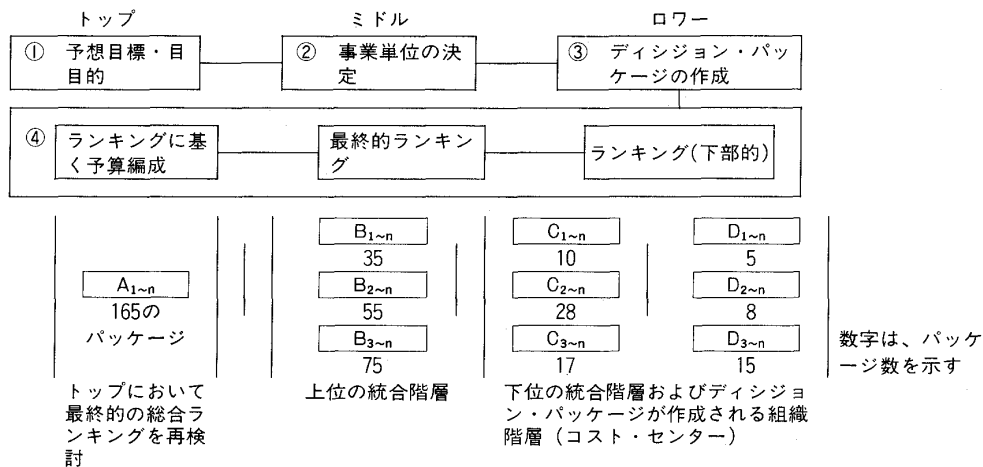 トップ
ミドル
ロワー
① 予想目標・目
目的
② 事業単位の決
定
③ ディシジョン・パッ
ケージの作成
④ ランキングに基
く予算編成
最終的ランキン
グ
ランキング(下部的)
A₁~ₙ
165の
パッケージ
B₁~ₙ
35
B₂~ₙ
55
B₃~ₙ
75
C₁~ₙ
10
C₂~ₙ
28
C₃~ₙ
17
D₁~ₙ
5
D₂~ₙ
8
D₃~ₙ
15
数字は、パッケ
ージ数を示す
トップにおいて
最終的の総合ラ
ンキングを再検
討
上位の統合階層
下位の統合階層およびディシジョ
ン・パッケージが作成される組織
階層（コスト・センター）